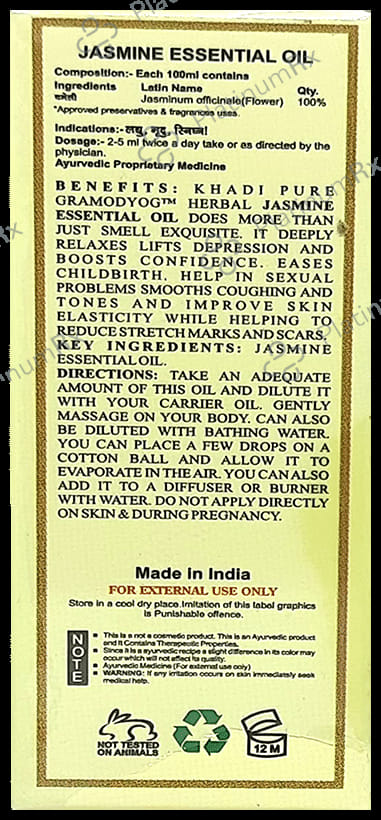 JASMINE ESSENTIAL OIL
Composition:- Each 100ml contains
Ingredients Latin Name Qty.
चमेली Jasminum officinale(Flower) 100%
*Approved preservatives & fragrances uses.
Indications:- लघु, मृदु, स्निग्ध।
Dosage:- 2-5 ml twice a day take or as directed by the
physician.
Ayurvedic Proprietary Medicine
BENEFITS: KHADI PURE
GRAMODYOG™ HERBAL JASMINE
ESSENTIAL OIL DOES MORE THAN
JUST SMELL EXQUISITE. IT DEEPLY
RELAXES LIFTS DEPRESSION AND
BOOSTS CONFIDENCE. EASES
CHILDBIRTH. HELP IN SEXUAL
PROBLEMS SMOOTHS COUGHING AND
TONES AND IMPROVE SKIN
ELASTICITY WHILE HELPING TO
REDUCE STRETCH MARKS AND SCARS.
KEY INGREDIENTS: JASMINE
ESSENTIAL OIL.
DIRECTIONS: TAKE AN ADEQUATE
AMOUNT OF THIS OIL AND DILUTE IT
WITH YOUR CARRIER OIL. GENTLY
MASSAGE ON YOUR BODY. CAN ALSO
BE DILUTED WITH BATHING WATER.
YOU CAN PLACE A FEW DROPS ON A
COTTON BALL AND ALLOW IT TO
EVAPORATE IN THE AIR. YOU CAN ALSO
ADD IT TO A DIFFUSER OR BURNER
WITH WATER. DO NOT APPLY DIRECTLY
ON SKIN & DURING PREGNANCY.
Made In India
FOR EXTERNAL USE ONLY
Store in a cool dry place.Imitation of this label graphics
is Punishable offence.
NOTE
This is a not a cosmetic product. This is an Ayurvedic product
and it Contains Therapeutic Properties.
Since it is a ayurvedic recipe a slight difference in its color may
occur which will not affect its quality.
Ayurvedic Medicine (For external use only)
WARNING: If any irritation occurs on skin immediately seek
medical help.
NOT TESTED
ON ANIMALS
12 M
PlatinumRx